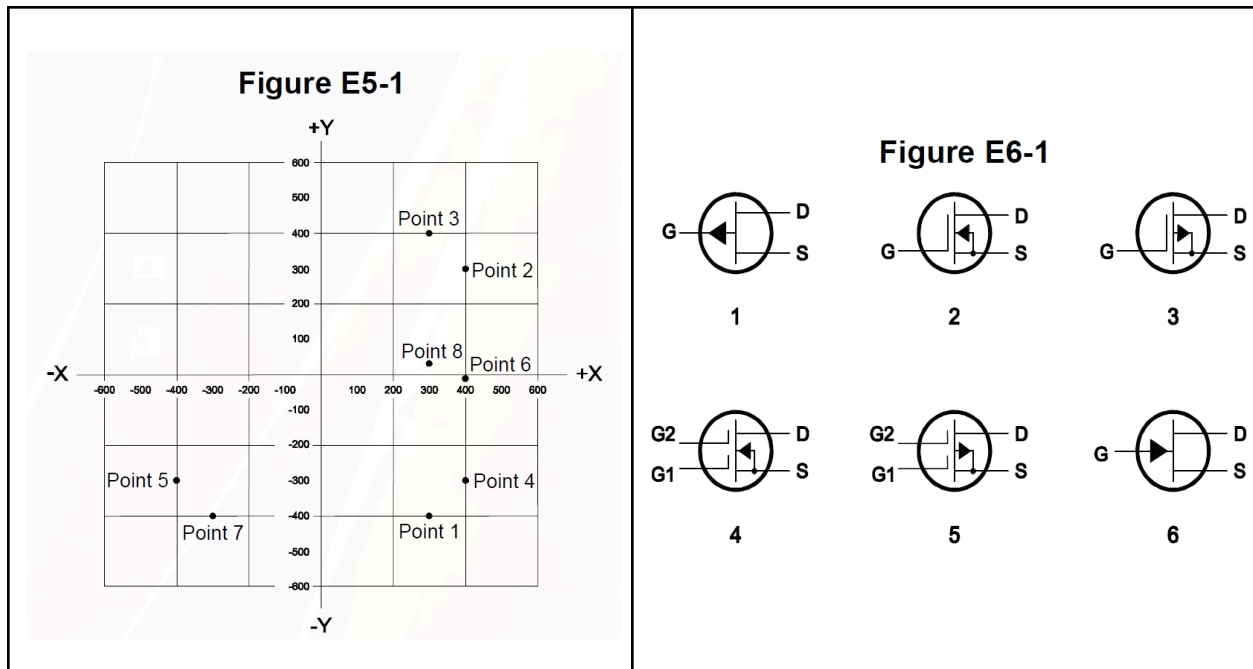 Figure E5-1
+Y
600
500
Point 3
400
300
Point 2
200
100
Point 8
Point 6
-X
+X
-600 -500 -400 -300 -200 -100 100 200 300 400 500 600
-100
-200
Point 5
-300
Point 4
-400
Point 7
Point 1
-500
-600
-Y
Figure E6-1
G D S
1
G D S
2
G D S
3
G2 G1 D S
4
G2 G1 D S
5
G D S
6